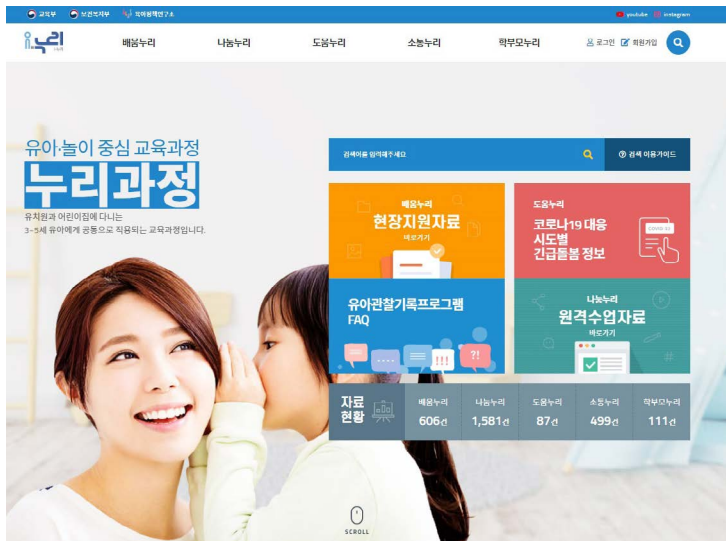 교육부 보건복지부 육아정책연구소
youtube instagram
i누리
배움누리 나눔누리 도움누리 소통누리 학부모누리
로그인 회원가입
유아·놀이 중심 교육과정
누리과정
유치원과 어린이집에 다니는
3-5세 유아에게 공통으로 적용되는 교육과정입니다.
검색어를 입력해주세요
검색 이용가이드
배움누리
현장지원자료
바로가기
도움누리
코로나19 대응
시도별
긴급돌봄 정보
COVID-19
유아관찰기록프로그램
FAQ
!!!
?!
나눔누리
원격수업자료
바로가기
자료
현황
배움누리 나눔누리 도움누리 소통누리 학부모누리
606건 1,581건 87건 499건 111건
SCROLL